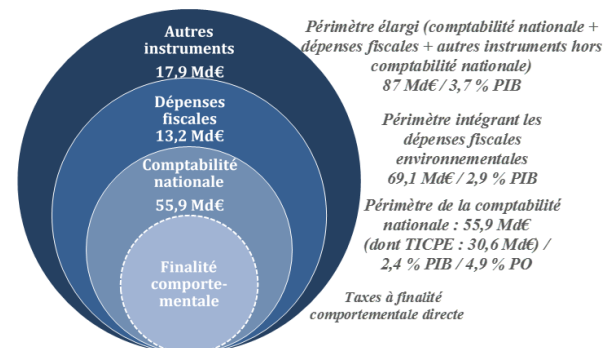 Autres
instruments
17,9 Md€
Dépenses
fiscales
13,2 Md€
Comptabilité
nationale
55,9 Md€
Finalité
comporte-
mentale
Périmètre élargi (comptabilité nationale +
dépenses fiscales + autres instruments hors
comptabilité nationale)
87 Md€ / 3,7 % PIB
Périmètre intégrant les
dépenses fiscales
environnementales
69,1 Md€ / 2,9 % PIB
Périmètre de la comptabilité
nationale : 55,9 Md€
(dont TICPE : 30,6 Md€) /
2,4 % PIB / 4,9 % PO
Taxes à finalité
comportementale directe